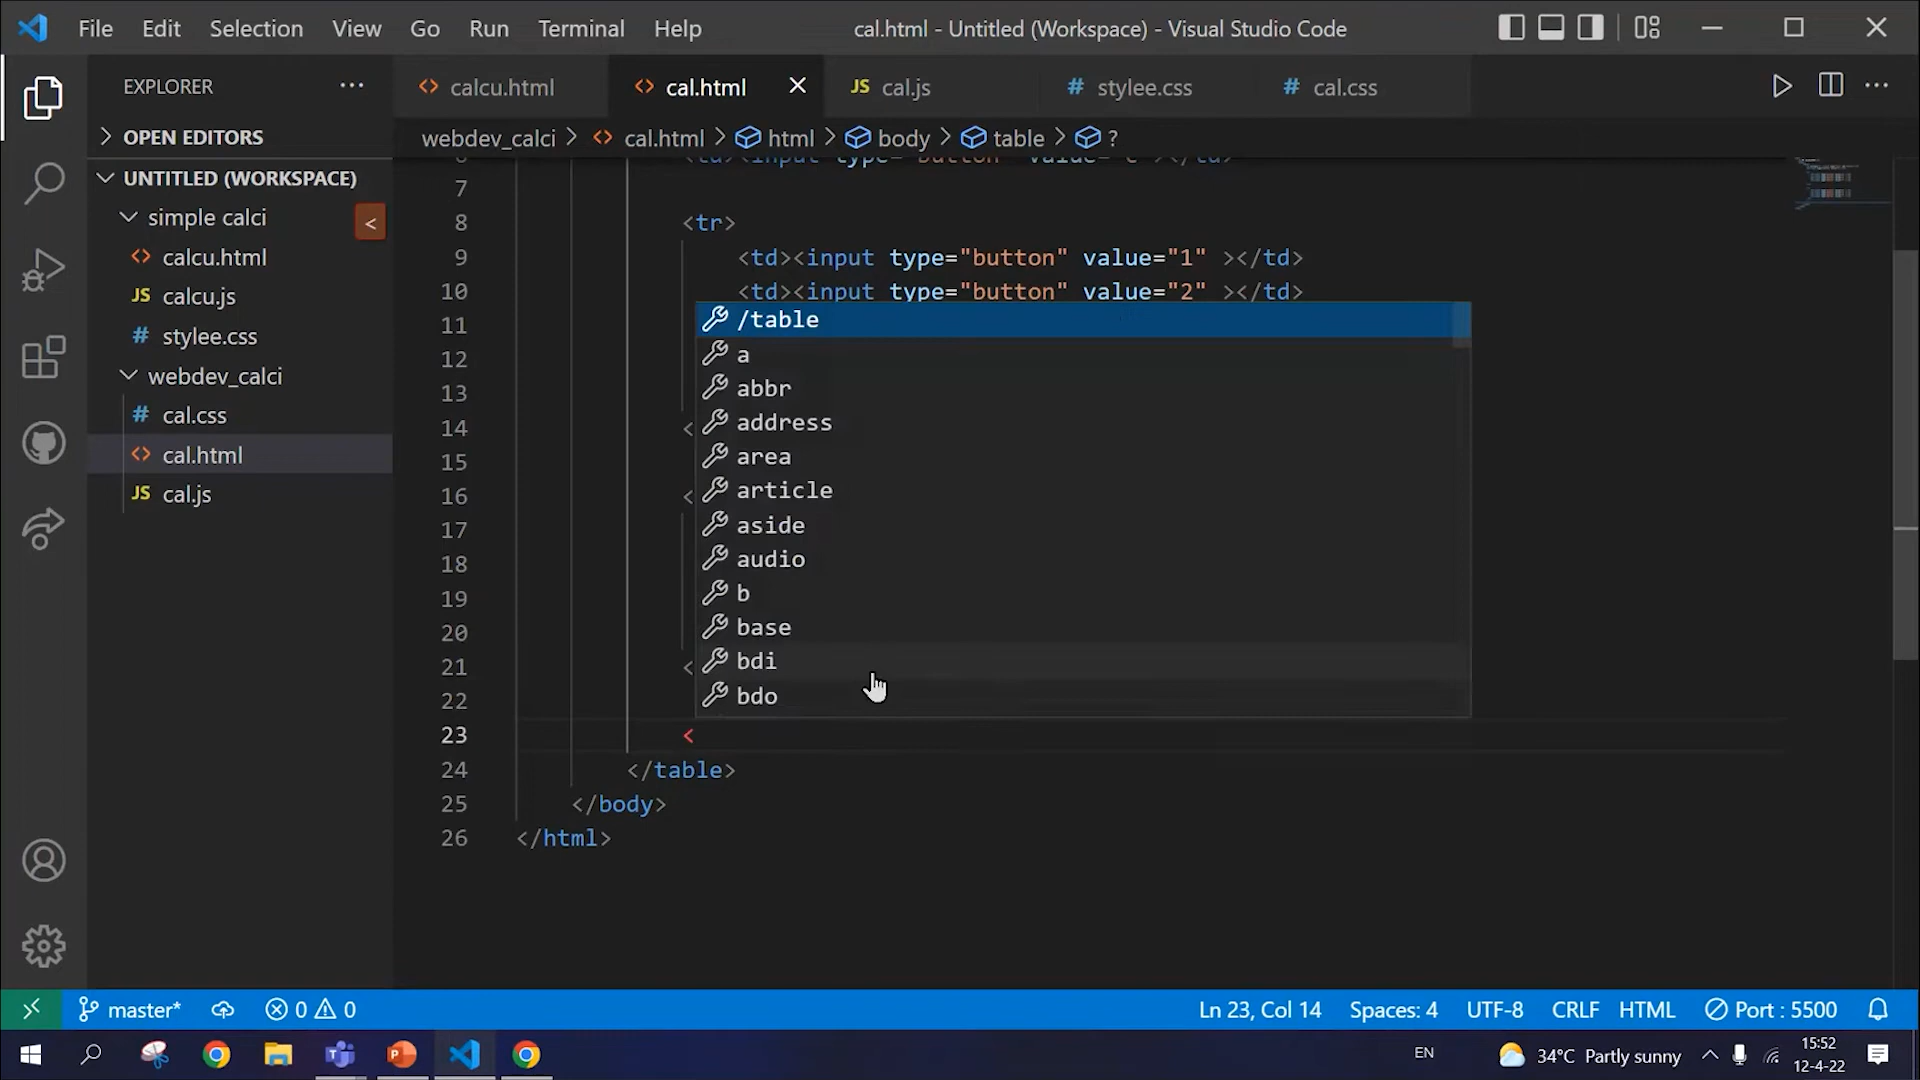 File Edit Selection View Go Run Terminal Help
cal.html - Untitled (Workspace) - Visual Studio Code
EXPLORER
calcu.html
cal.html
JS cal.js
# stylee.css
# cal.css
OPEN EDITORS
webdev_calci > cal.html > html > body > table > ?
UNTITLED (WORKSPACE)
simple calci
<
calcu.html
JS calcu.js
# stylee.css
webdev_calci
# cal.css
cal.html
JS cal.js
7
8 <tr>
9 <td><input type="button" value="1" ></td>
10 <td><input type="button" value="2" ></td>
11
12
13
14 <
15
16 <
17
18
19
20
21 <
22
/table
a
abbr
address
area
article
aside
audio
b
base
bdi
bdo
23 <
24 </table>
25 </body>
26 </html>
master*
0
0
Ln 23, Col 14
Spaces: 4
UTF-8
CRLF
HTML
Port : 5500
EN
34°C Partly sunny
15:52
12-4-22